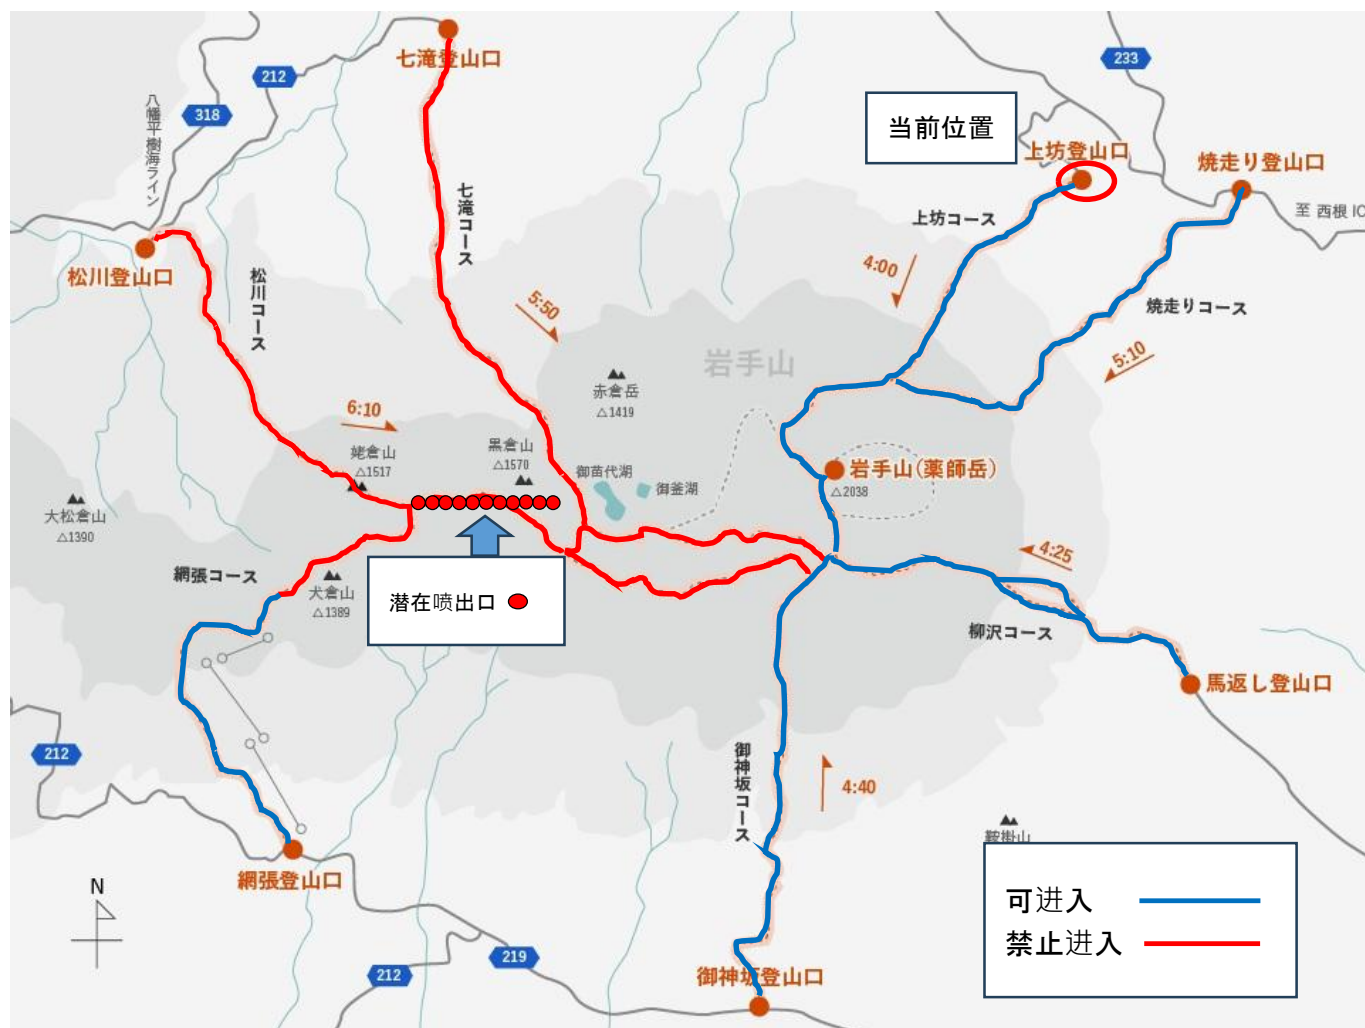 七滝登山口
233
212
318
八幡平樹海ライン
当前位置
上坊登山口
焼走り登山口
至 西根 IC
七滝コース
上坊コース
松川登山口
松川コース
4:00
5:50
焼走りコース
岩手山
5:10
赤倉岳
△1419
6:10
姥倉山
△1517
黒倉山
△1570
御苗代湖
御釜湖
岩手山(薬師岳)
△2038
大松倉山
△1390
4:25
網張コース
犬倉山
△1389
潜在喷出口
柳沢コース
馬返し登山口
212
御神坂コース
4:40
鞍掛山
網張登山口
N
可进入
禁止进入
219
212
御神坂登山口